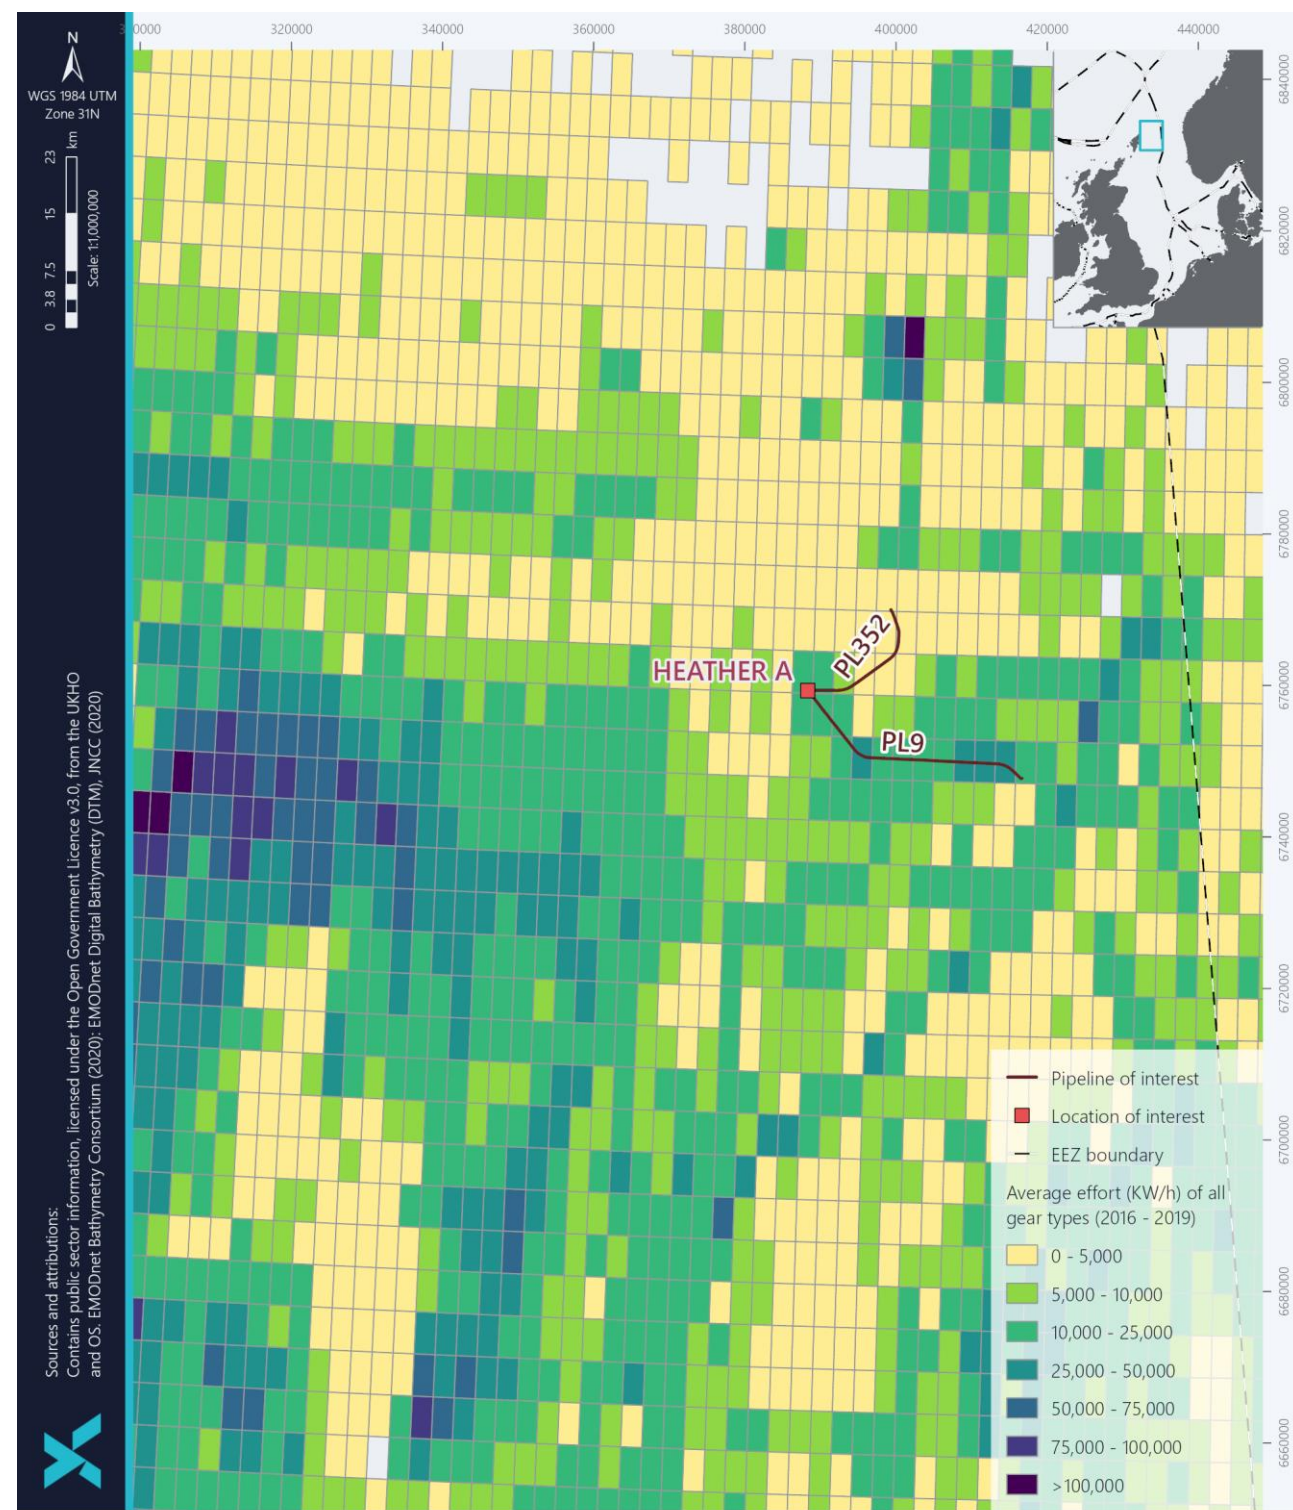 300000 320000 340000 360000 380000 400000 420000 440000
N
WGS 1984 UTM
Zone 31N
0 3.8 7.5 15 23
km
Scale: 1:1,000,000
6840000
6820000
6800000
6780000
6760000
6740000
6720000
6700000
6680000
6660000
HEATHER A
PL352
PL9
Pipeline of interest
Location of interest
EEZ boundary
Average effort (KW/h) of all
gear types (2016 - 2019)
0 - 5,000
5,000 - 10,000
10,000 - 25,000
25,000 - 50,000
50,000 - 75,000
75,000 - 100,000
>100,000
Sources and attributions:
Contains public sector information, licensed under the Open Government Licence v3.0, from the UKHO
and OS. EMODnet Bathymetry Consortium (2020): EMODnet Digital Bathymetry (DTM), JNCC (2020)